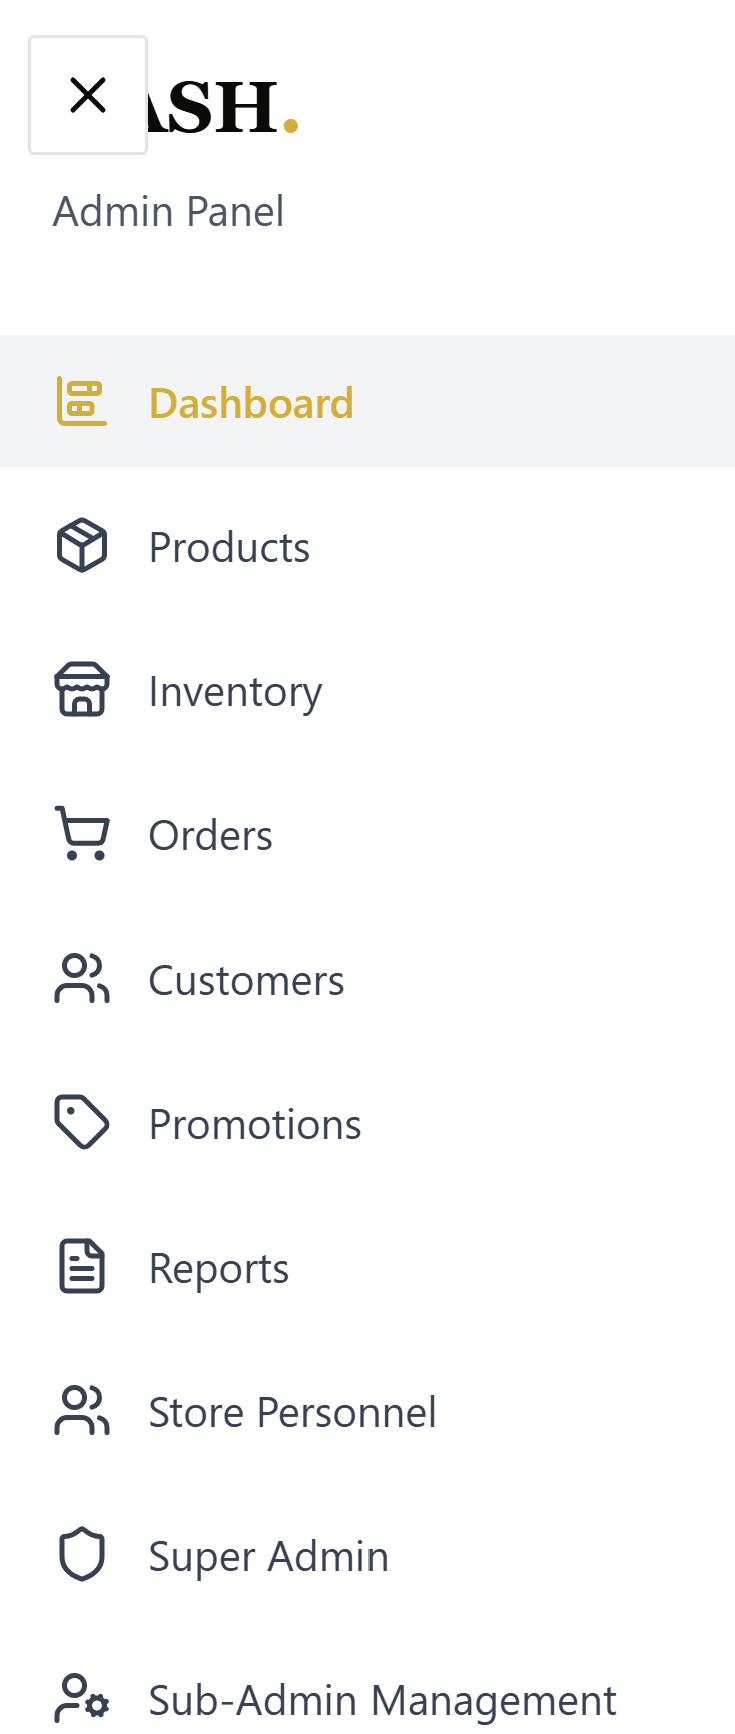 ASH.
Admin Panel
Dashboard
Products
Inventory
Orders
Customers
Promotions
Reports
Store Personnel
Super Admin
Sub-Admin Management